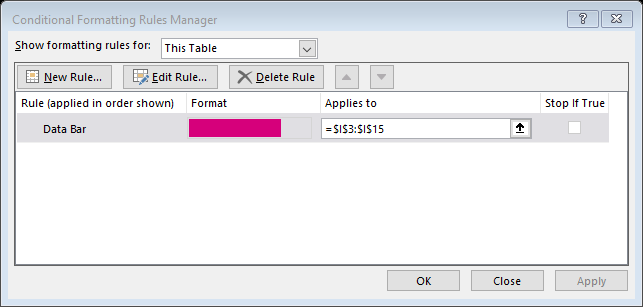 Conditional Formatting Rules Manager
?
Show formatting rules for: This Table
New Rule... Edit Rule... Delete Rule
Rule (applied in order shown) Format Applies to Stop If True
Data Bar =$I$3:$I$15
OK Close Apply